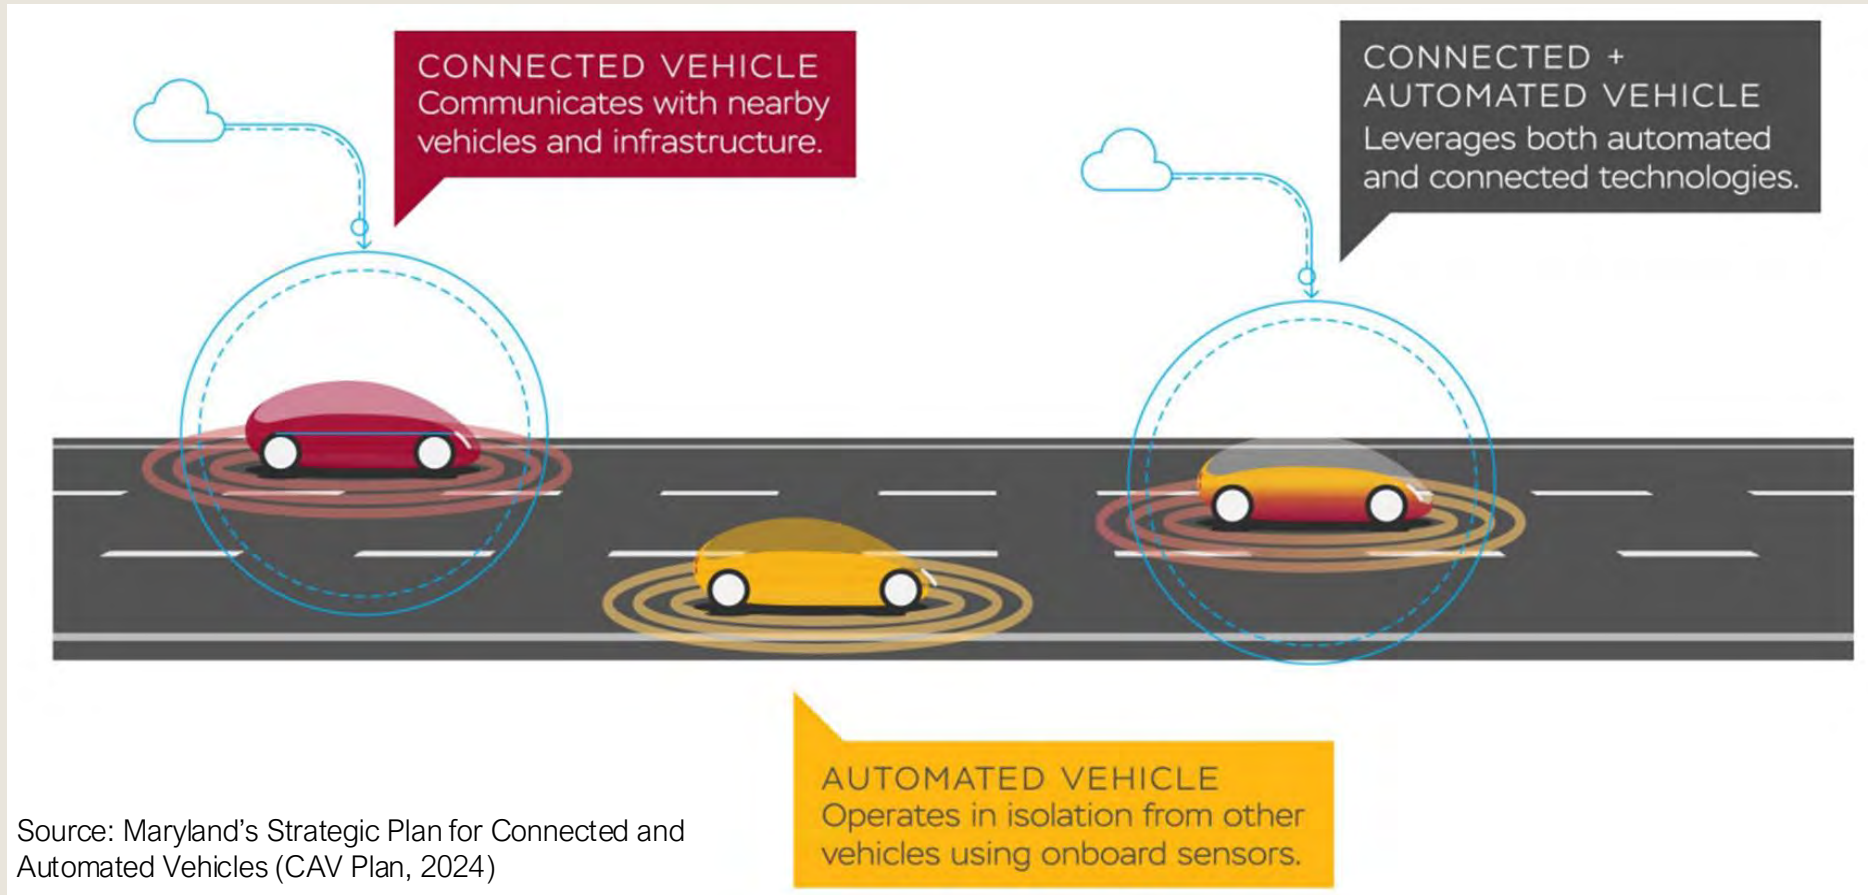 CONNECTED VEHICLE
Communicates with nearby
vehicles and infrastructure.
CONNECTED +
AUTOMATED VEHICLE
Leverages both automated
and connected technologies.
AUTOMATED VEHICLE
Operates in isolation from other
vehicles using onboard sensors.
Source: Maryland’s Strategic Plan for Connected and
Automated Vehicles (CAV Plan, 2024)